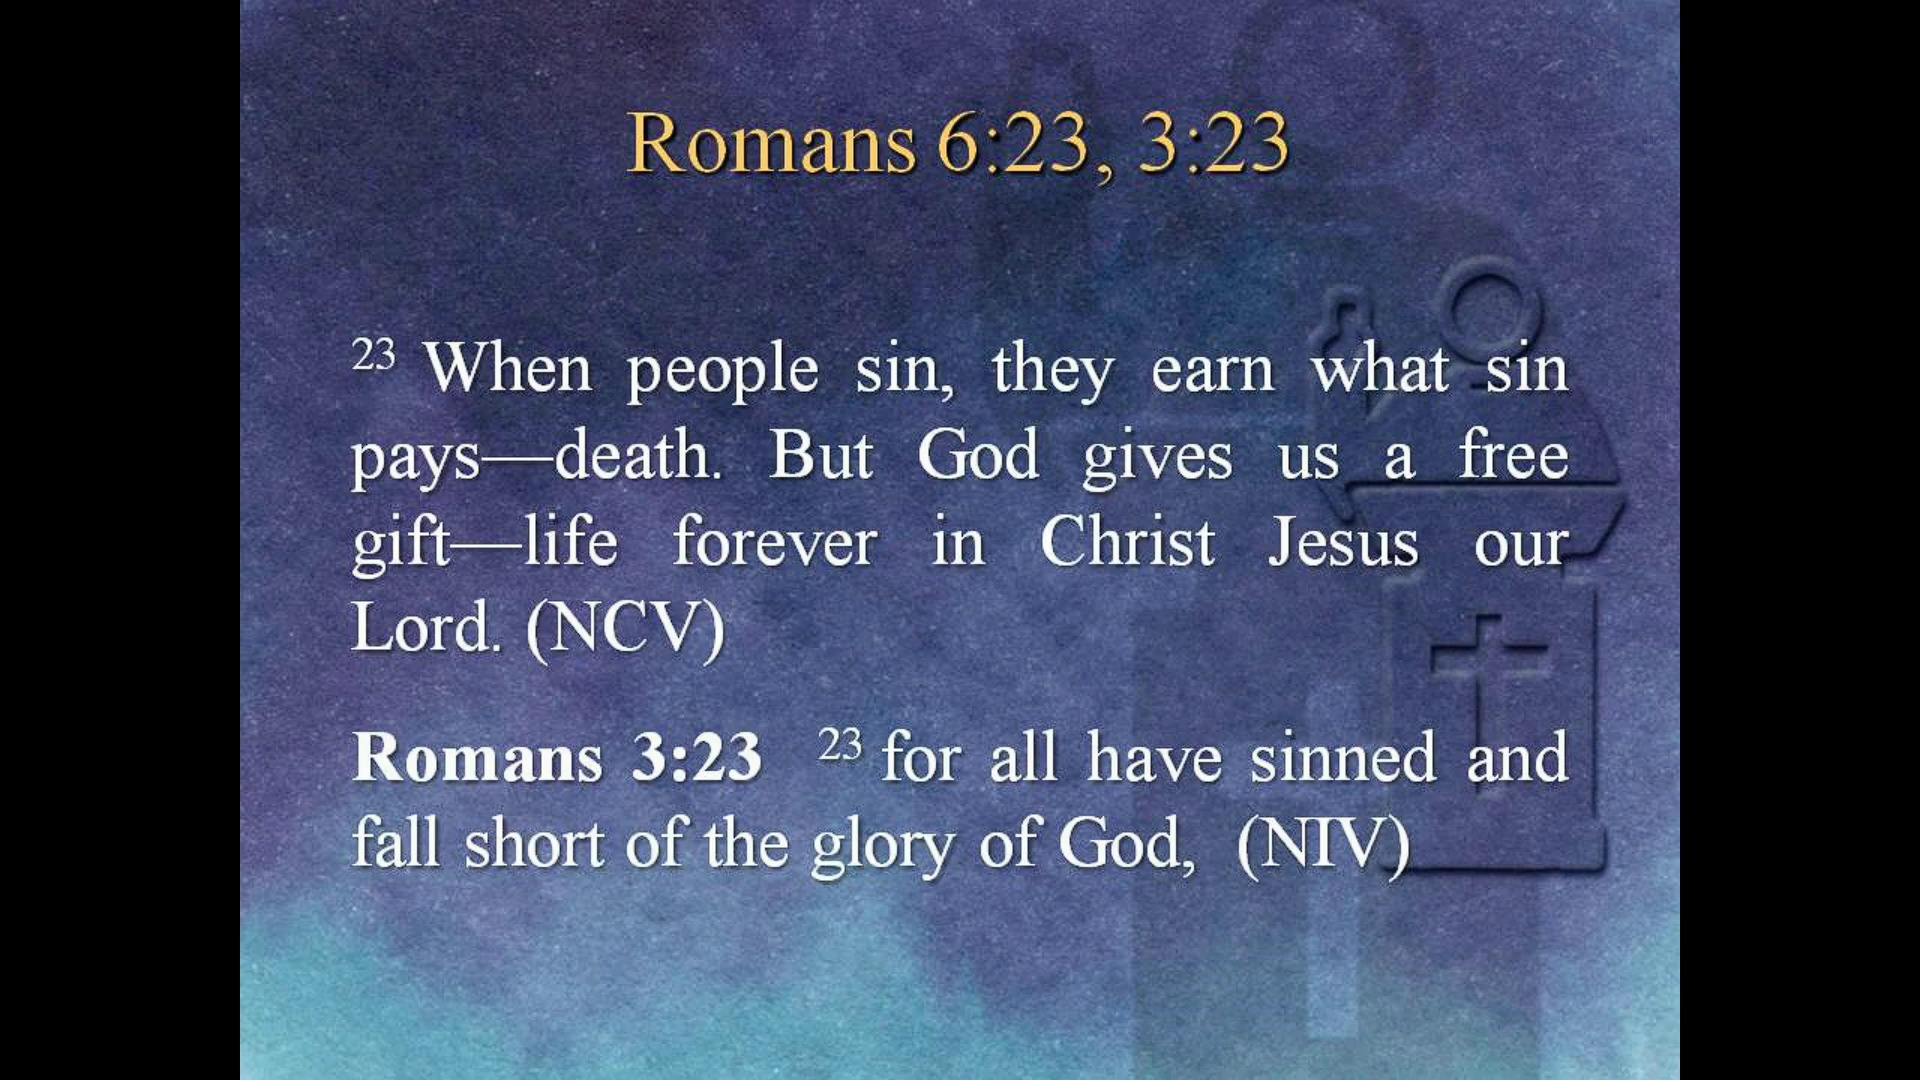 Romans 6:23, 3:23
23 When people sin, they earn what sin
pays—death. But God gives us a free
gift—life forever in Christ Jesus our
Lord. (NCV)
Romans 3:23 23 for all have sinned and
fall short of the glory of God, (NIV)